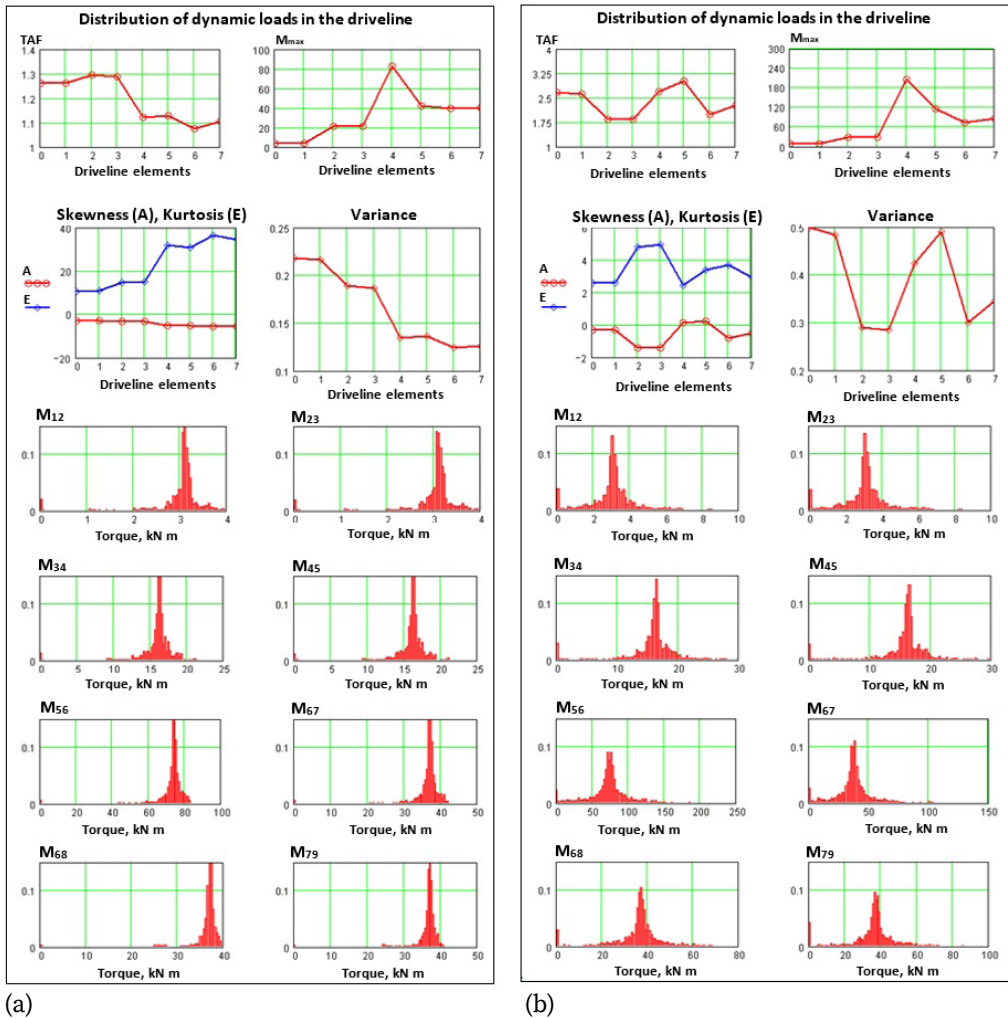 Distribution of dynamic loads in the driveline
TAF
1.4
1.3
1.2
1.1
1
0 1 2 3 4 5 6 7
Driveline elements
Mmax
100
80
60
40
20
0
0 1 2 3 4 5 6 7
Driveline elements
Skewness (A), Kurtosis (E)
40
20
0
−20
A
E
0 1 2 3 4 5 6 7
Driveline elements
Variance
0.25
0.2
0.15
0.1
0 1 2 3 4 5 6 7
Driveline elements
M12
0.1
0
0 1 2 3 4
Torque, kN m
M23
0.1
0
0 1 2 3 4
Torque, kN m
M34
0.1
0
0 5 10 15 20 25
Torque, kN m
M45
0.1
0
0 5 10 15 20 25
Torque, kN m
M56
0.1
0
0 20 40 60 80 100
Torque, kN m
M67
0.1
0
0 10 20 30 40 50
Torque, kN m
M68
0.1
0
0 10 20 30 40
Torque, kN m
M79
0.1
0
0 10 20 30 40 50
Torque, kN m
(a)
Distribution of dynamic loads in the driveline
TAF
4
3.25
2.5
1.75
1
0 1 2 3 4 5 6 7
Driveline elements
Mmax
300
240
180
120
60
0
0 1 2 3 4 5 6 7
Driveline elements
Skewness (A), Kurtosis (E)
6
4
2
0
−2
A
E
0 1 2 3 4 5 6 7
Driveline elements
Variance
0.5
0.4
0.3
0.2
0 1 2 3 4 5 6 7
Driveline elements
M12
0.1
0
0 2 4 6 8 10
Torque, kN m
M23
0.1
0
0 2 4 6 8 10
Torque, kN m
M34
0.1
0
0 10 20 30
Torque, kN m
M45
0.1
0
0 10 20 30
Torque, kN m
M56
0.1
0
0 50 100 150 200 250
Torque, kN m
M67
0.1
0
0 50 100 150
Torque, kN m
M68
0.1
0
0 20 40 60 80
Torque, kN m
M79
0.1
0
0 20 40 60 80 100
Torque, kN m
(b)